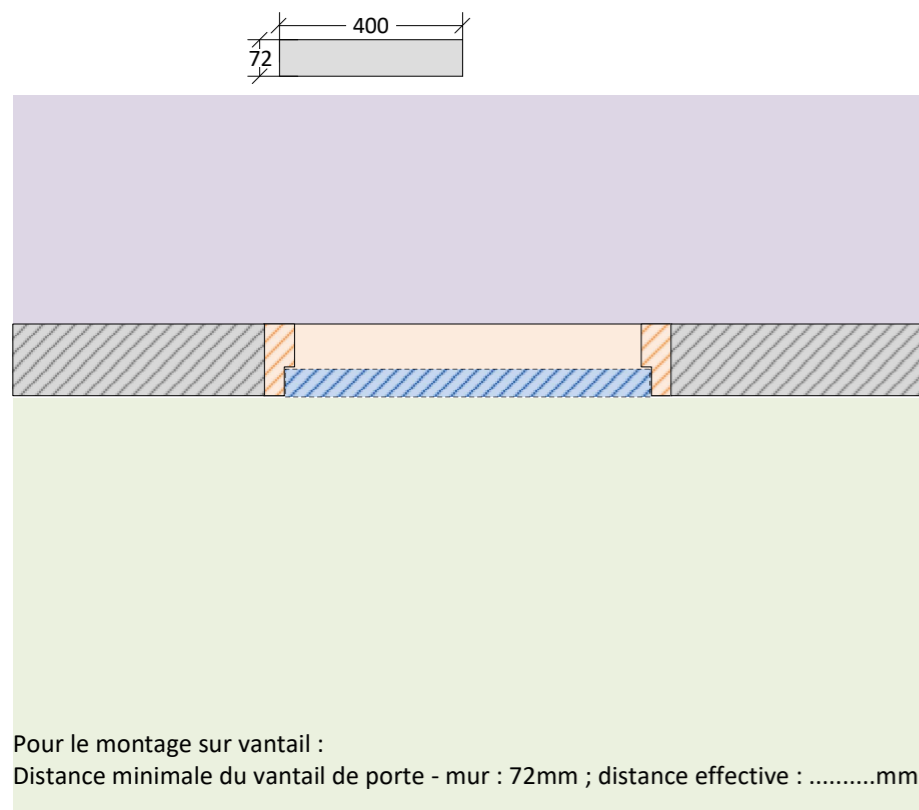 400
72
Pour le montage sur vantail :
Distance minimale du vantail de porte - mur : 72mm ; distance effective : ..........mm